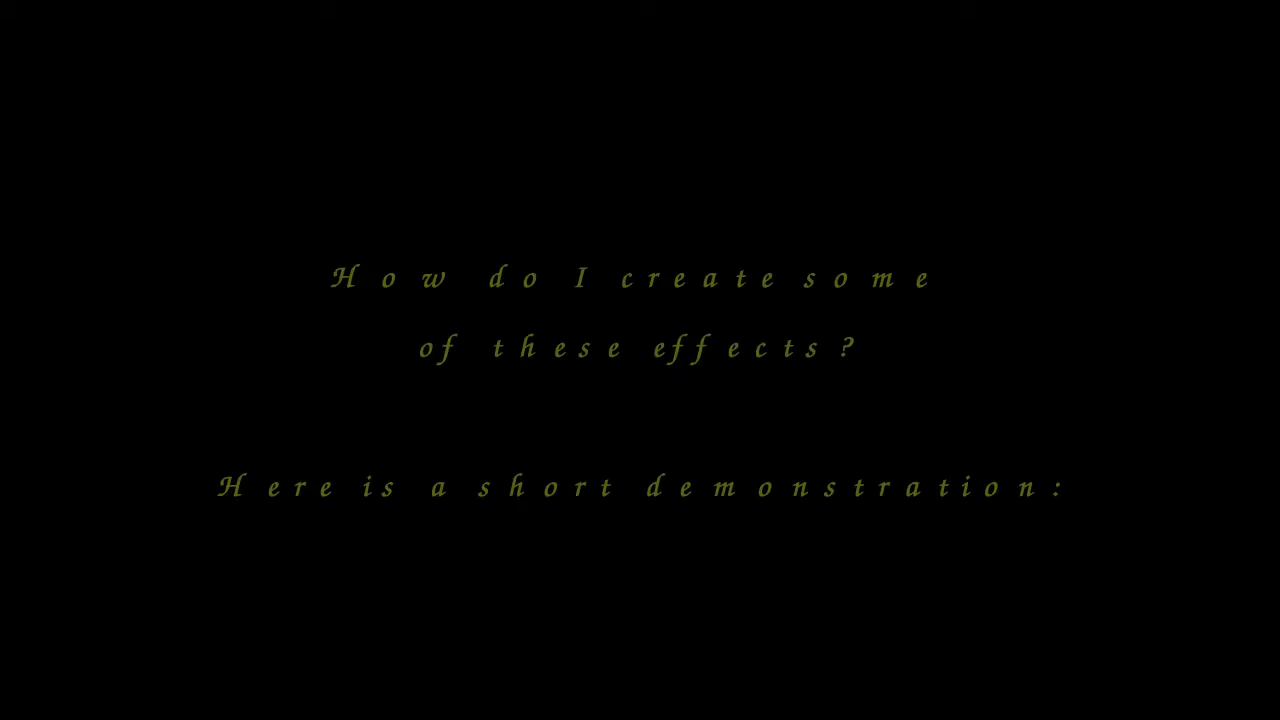 How do I create some
of these effects?
Here is a short demonstration: